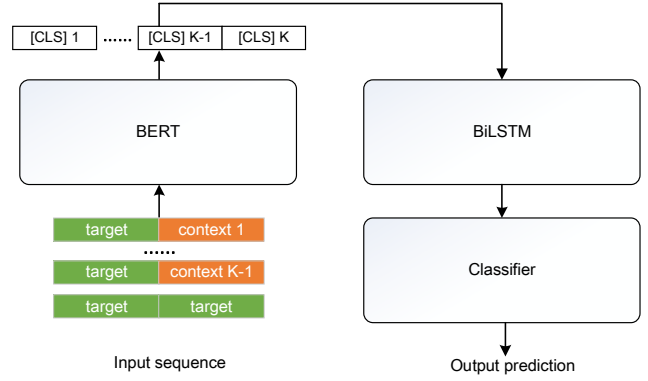 [CLS] 1 ...... [CLS] K-1 [CLS] K
BERT
BiLSTM
target context 1
......
target context K-1
target target
Classifier
Input sequence
Output prediction